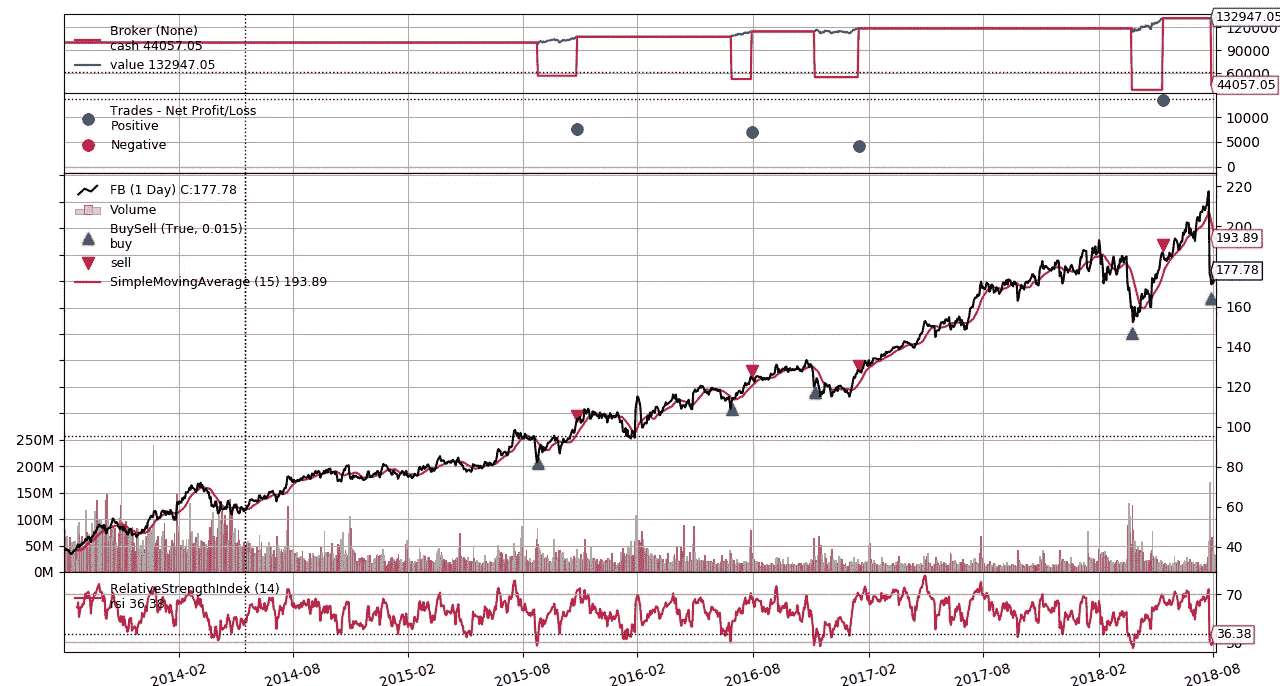 Broker (None)
cash 44057.05
value 132947.05
132947.05
120000
90000
60000
44057.05
Trades - Net Profit/Loss
Positive
Negative
10000
5000
0
FB (1 Day) C:177.78
Volume
BuySell (True, 0.015)
buy
sell
SimpleMovingAverage (15) 193.89
220
200
193.89
177.78
160
140
120
100
80
60
40
250M
200M
150M
100M
50M
0M
RelativeStrengthIndex (14)
rsi 36.38
70
36.38
30
2014-02
2014-08
2015-02
2015-08
2016-02
2016-08
2017-02
2017-08
2018-02
2018-08